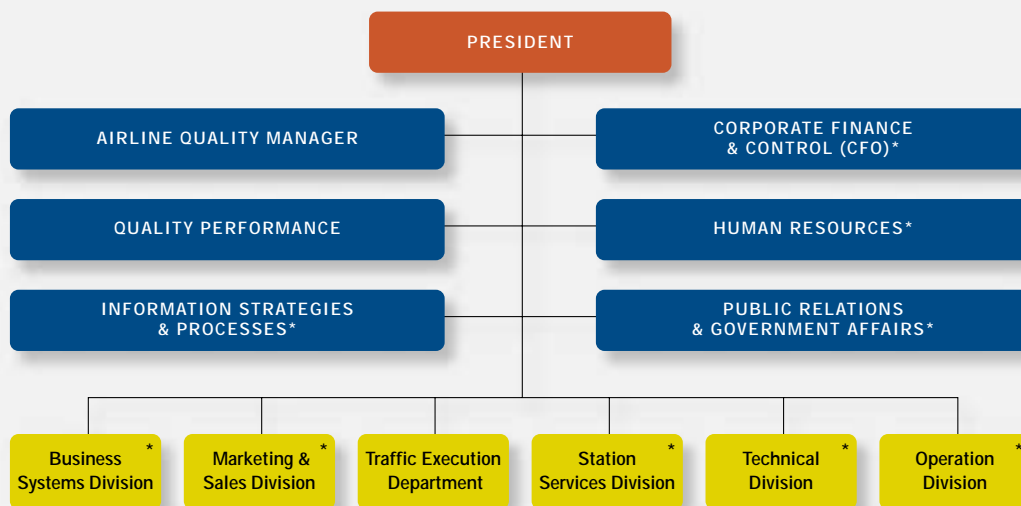 PRESIDENT
AIRLINE QUALITY MANAGER
CORPORATE FINANCE
& CONTROL (CFO)*
QUALITY PERFORMANCE
HUMAN RESOURCES*
INFORMATION STRATEGIES
& PROCESSES*
PUBLIC RELATIONS
& GOVERNMENT AFFAIRS*
Business *
Systems Division
Marketing & *
Sales Division
Traffic Execution
Department
Station *
Services Division
Technical *
Division
Operation *
Division